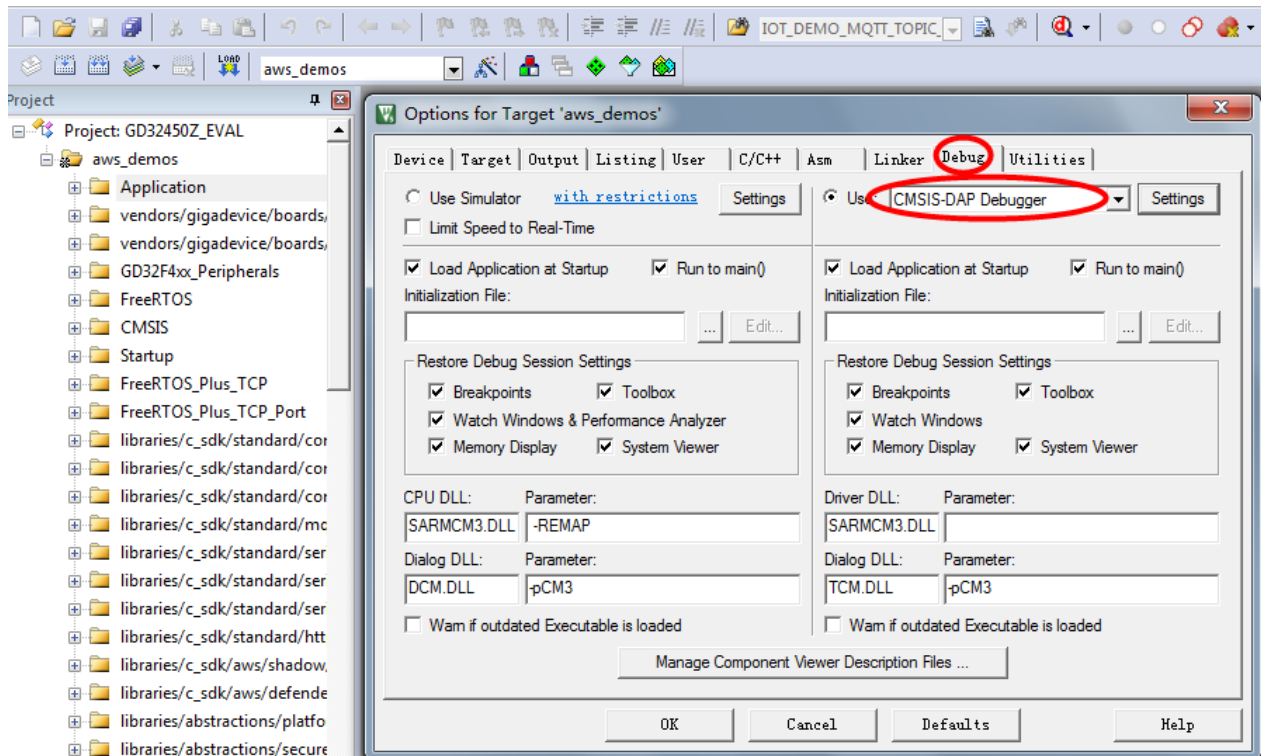 IOT_DEMO_MQTT_TOPIC_
LOAD
aws_demos
Project
Project: GD32450Z_EVAL
aws_demos
Application
vendors/gigadevice/boards/
vendors/gigadevice/boards/
GD32F4xx_Peripherals
FreeRTOS
CMSIS
Startup
FreeRTOS_Plus_TCP
FreeRTOS_Plus_TCP_Port
libraries/c_sdk/standard/cor
libraries/c_sdk/standard/cor
libraries/c_sdk/standard/cor
libraries/c_sdk/standard/mq
libraries/c_sdk/standard/ser
libraries/c_sdk/standard/ser
libraries/c_sdk/standard/ser
libraries/c_sdk/standard/htt
libraries/c_sdk/aws/shadow,
libraries/c_sdk/aws/defende
libraries/abstractions/platfo
libraries/abstractions/secure
Options for Target 'aws_demos'
Device Target Output Listing User C/C++ Asm Linker Debug Utilities
Use Simulator with restrictions Settings
Limit Speed to Real-Time
Use: CMSIS-DAP Debugger Settings
Load Application at Startup Run to main()
Initialization File:
... Edit...
Restore Debug Session Settings
Breakpoints Toolbox
Watch Windows & Performance Analyzer
Memory Display System Viewer
CPU DLL: Parameter:
SARMCM3.DLL -REMAP
Dialog DLL: Parameter:
DCM.DLL -pCM3
Warn if outdated Executable is loaded
Load Application at Startup Run to main()
Initialization File:
... Edit...
Restore Debug Session Settings
Breakpoints Toolbox
Watch Windows
Memory Display System Viewer
Driver DLL: Parameter:
SARMCM3.DLL
Dialog DLL: Parameter:
TCM.DLL -pCM3
Warn if outdated Executable is loaded
Manage Component Viewer Description Files ...
OK Cancel Defaults Help